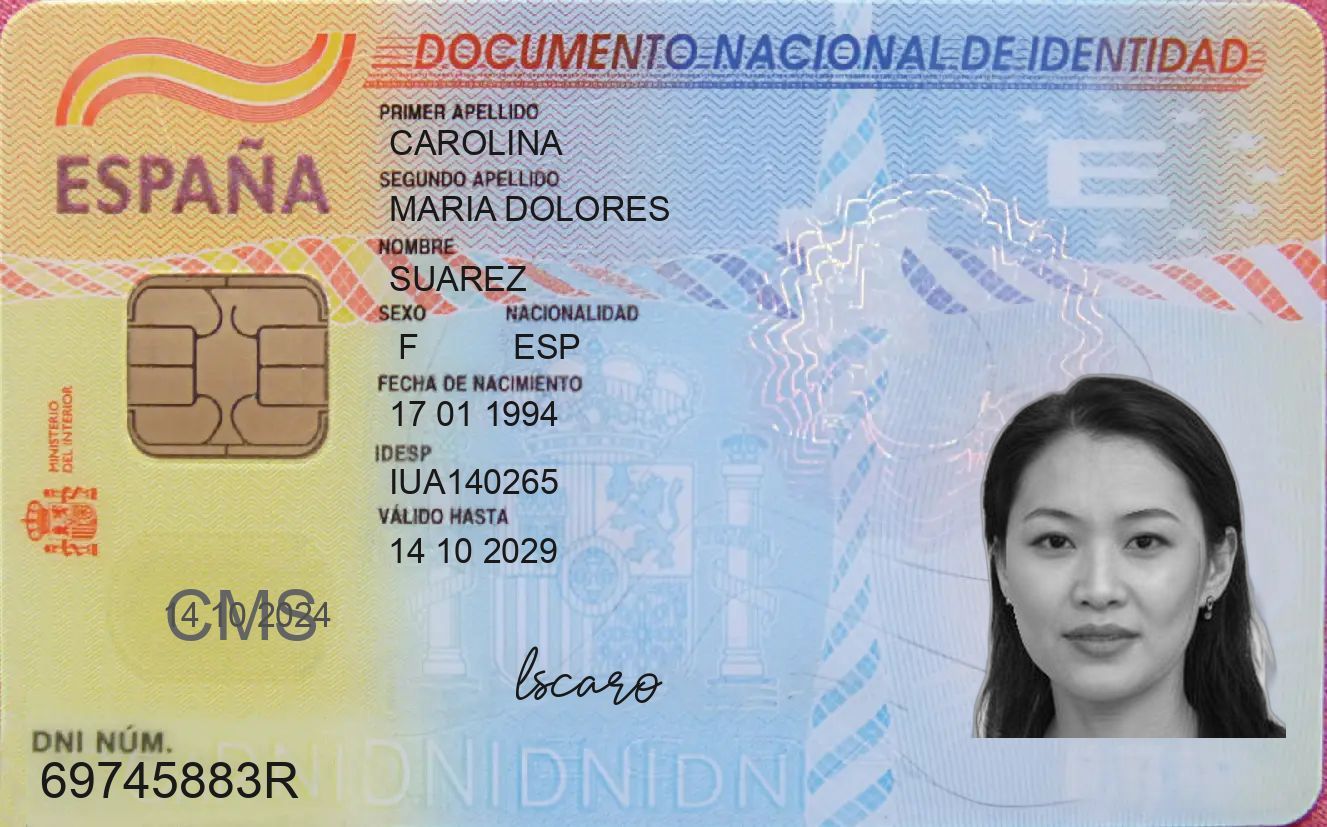 DOCUMENTO NACIONAL DE IDENTIDAD
ESPAÑA
PRIMER APELLIDO
CAROLINA
SEGUNDO APELLIDO
MARIA DOLORES
NOMBRE
SUAREZ
SEXO NACIONALIDAD
F ESP
FECHA DE NACIMIENTO
17 01 1994
IDESP
IUA140265
VÁLIDO HASTA
14 10 2029
MINISTERIO
DEL INTERIOR
E
14 10 2024
CMS
lscaro
DNI NÚM.
69745883R
DNIDNIDNIDNI